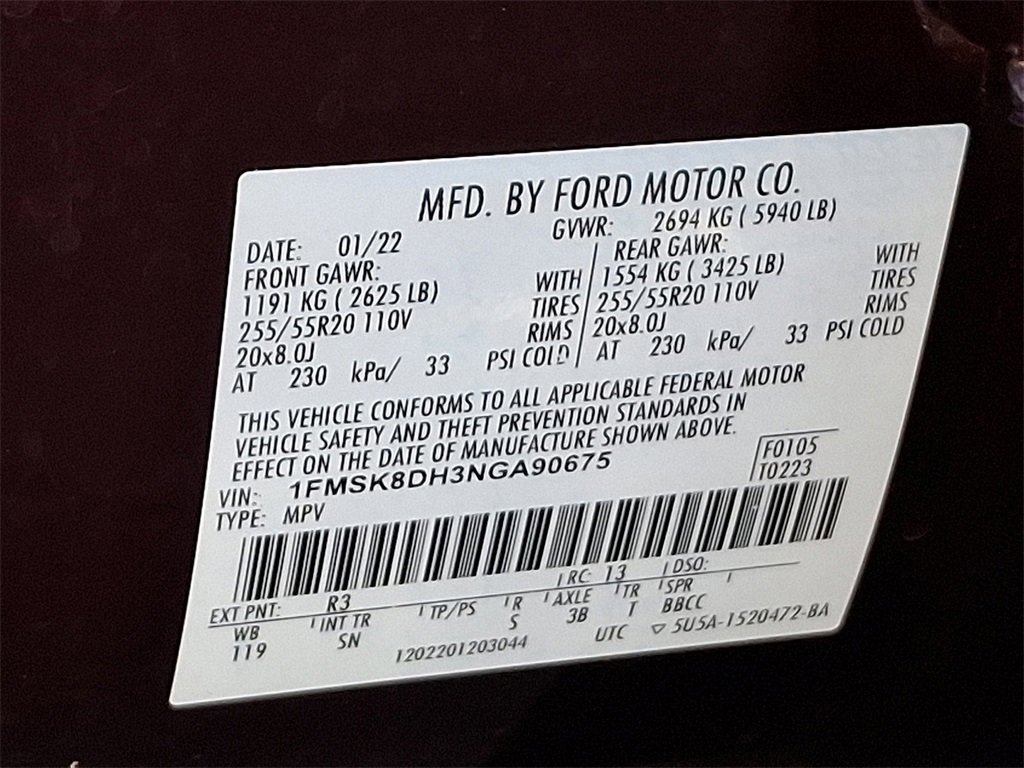 MFD. BY FORD MOTOR CO.
DATE: 01/22
GVWR: 2694 KG ( 5940 LB)
FRONT GAWR:
1191 KG ( 2625 LB) WITH
255/55R20 110V TIRES
20x8.0J RIMS
AT 230 kPa/ 33 PSI COLD
REAR GAWR:
1554 KG ( 3425 LB) WITH
255/55R20 110V TIRES
20x8.0J RIMS
AT 230 kPa/ 33 PSI COLD
THIS VEHICLE CONFORMS TO ALL APPLICABLE FEDERAL MOTOR
VEHICLE SAFETY AND THEFT PREVENTION STANDARDS IN
EFFECT ON THE DATE OF MANUFACTURE SHOWN ABOVE.
VIN: 1FMSK8DH3NGA90675
TYPE: MPV
F0105
T0223
EXT PNT: R3 RC: 13 DSO:
WB INT TR TP/PS R AXLE TR SPR
119 SN S 3B T BBCC
1202201203044 UTC ▽ 5U5A-1520472-BA